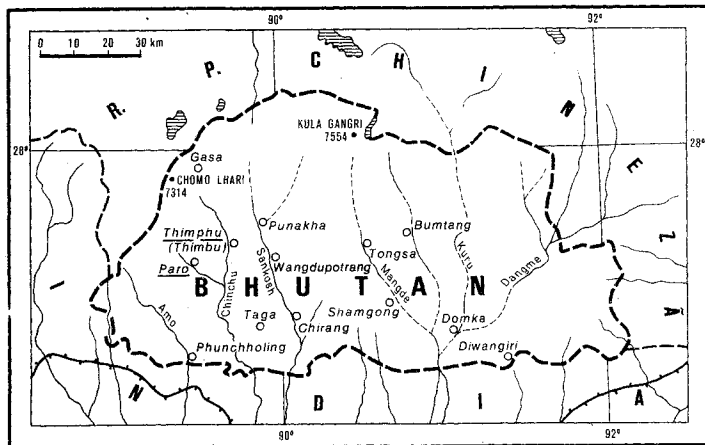 90°
92°
0 10 20 30 km
R. P. C H I N E Z Ă
KULA GANGRI
7554
28°
28°
Gasa
CHOMO LHARI
7314
Punakha
Bumtang
Thimphu
(Thimbu)
Tongsa
Kuru
Sankosh
Wangdupotrang
Paro
Dangme
Mangde
Chinchu
B H U T A N
Shamgong
Amo
Taga
Chirang
Domka
Phunchholing
Diwangiri
I N D I A
90°
92°